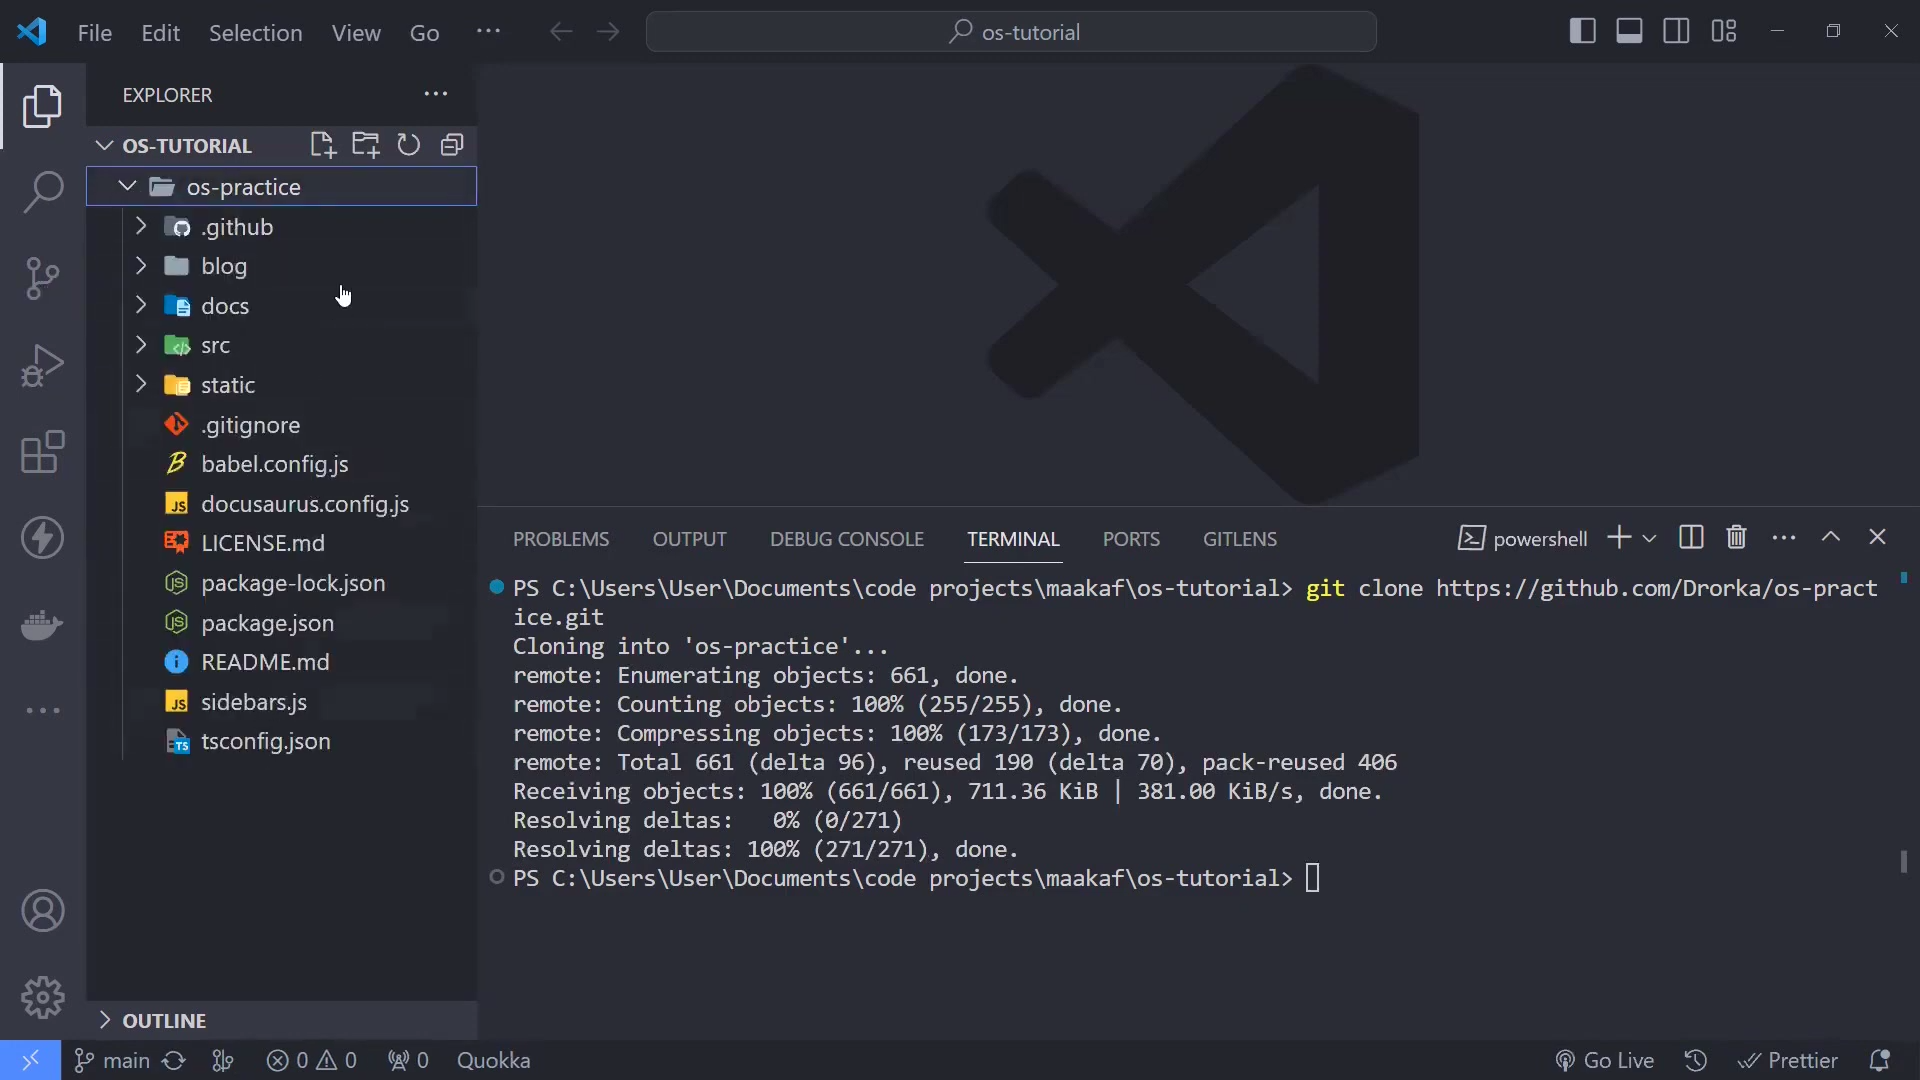 File Edit Selection View Go ··· os-tutorial
EXPLORER
OS-TUTORIAL
os-practice
.github
blog
docs
src
static
.gitignore
babel.config.js
docusaurus.config.js
LICENSE.md
package-lock.json
package.json
README.md
sidebars.js
tsconfig.json
OUTLINE
PROBLEMS OUTPUT DEBUG CONSOLE TERMINAL PORTS GITLENS powershell
PS C:\Users\User\Documents\code projects\maakaf\os-tutorial> git clone https://github.com/Drorka/os-pract
ice.git
Cloning into 'os-practice'...
remote: Enumerating objects: 661, done.
remote: Counting objects: 100% (255/255), done.
remote: Compressing objects: 100% (173/173), done.
remote: Total 661 (delta 96), reused 190 (delta 70), pack-reused 406
Receiving objects: 100% (661/661), 711.36 KiB | 381.00 KiB/s, done.
Resolving deltas:   0% (0/271)
Resolving deltas: 100% (271/271), done.
PS C:\Users\User\Documents\code projects\maakaf\os-tutorial>
main 0 0 0 Quokka Go Live Prettier